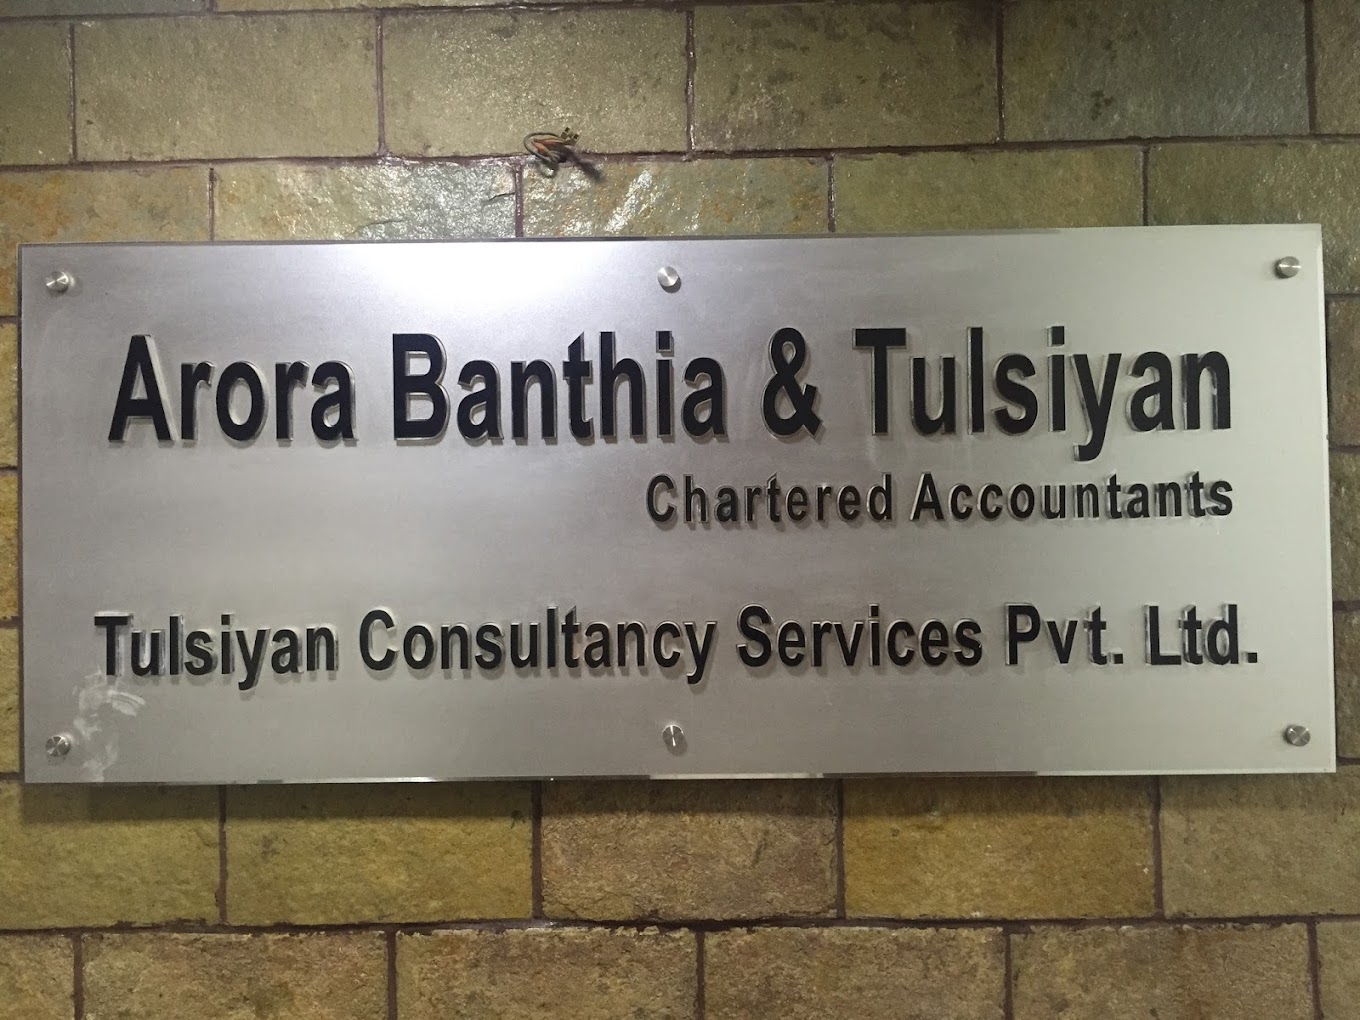 Arora Banthia & Tulsiyan
Chartered Accountants
Tulsiyan Consultancy Services Pvt. Ltd.